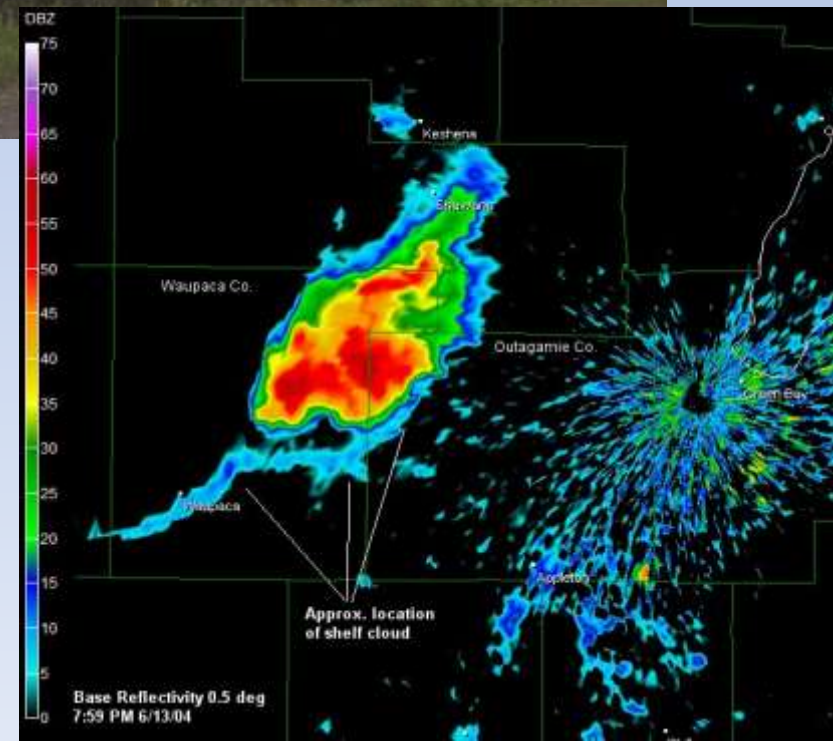 DBZ
75
70
65
60
55
50
45
40
35
30
25
20
15
10
5
0
Keshena
Shawano
Waupaca Co.
Outagamie Co.
Green Bay
Waupaca
Appleton
Approx. location
of shelf cloud
Base Reflectivity 0.5 deg
7:59 PM 6/13/04